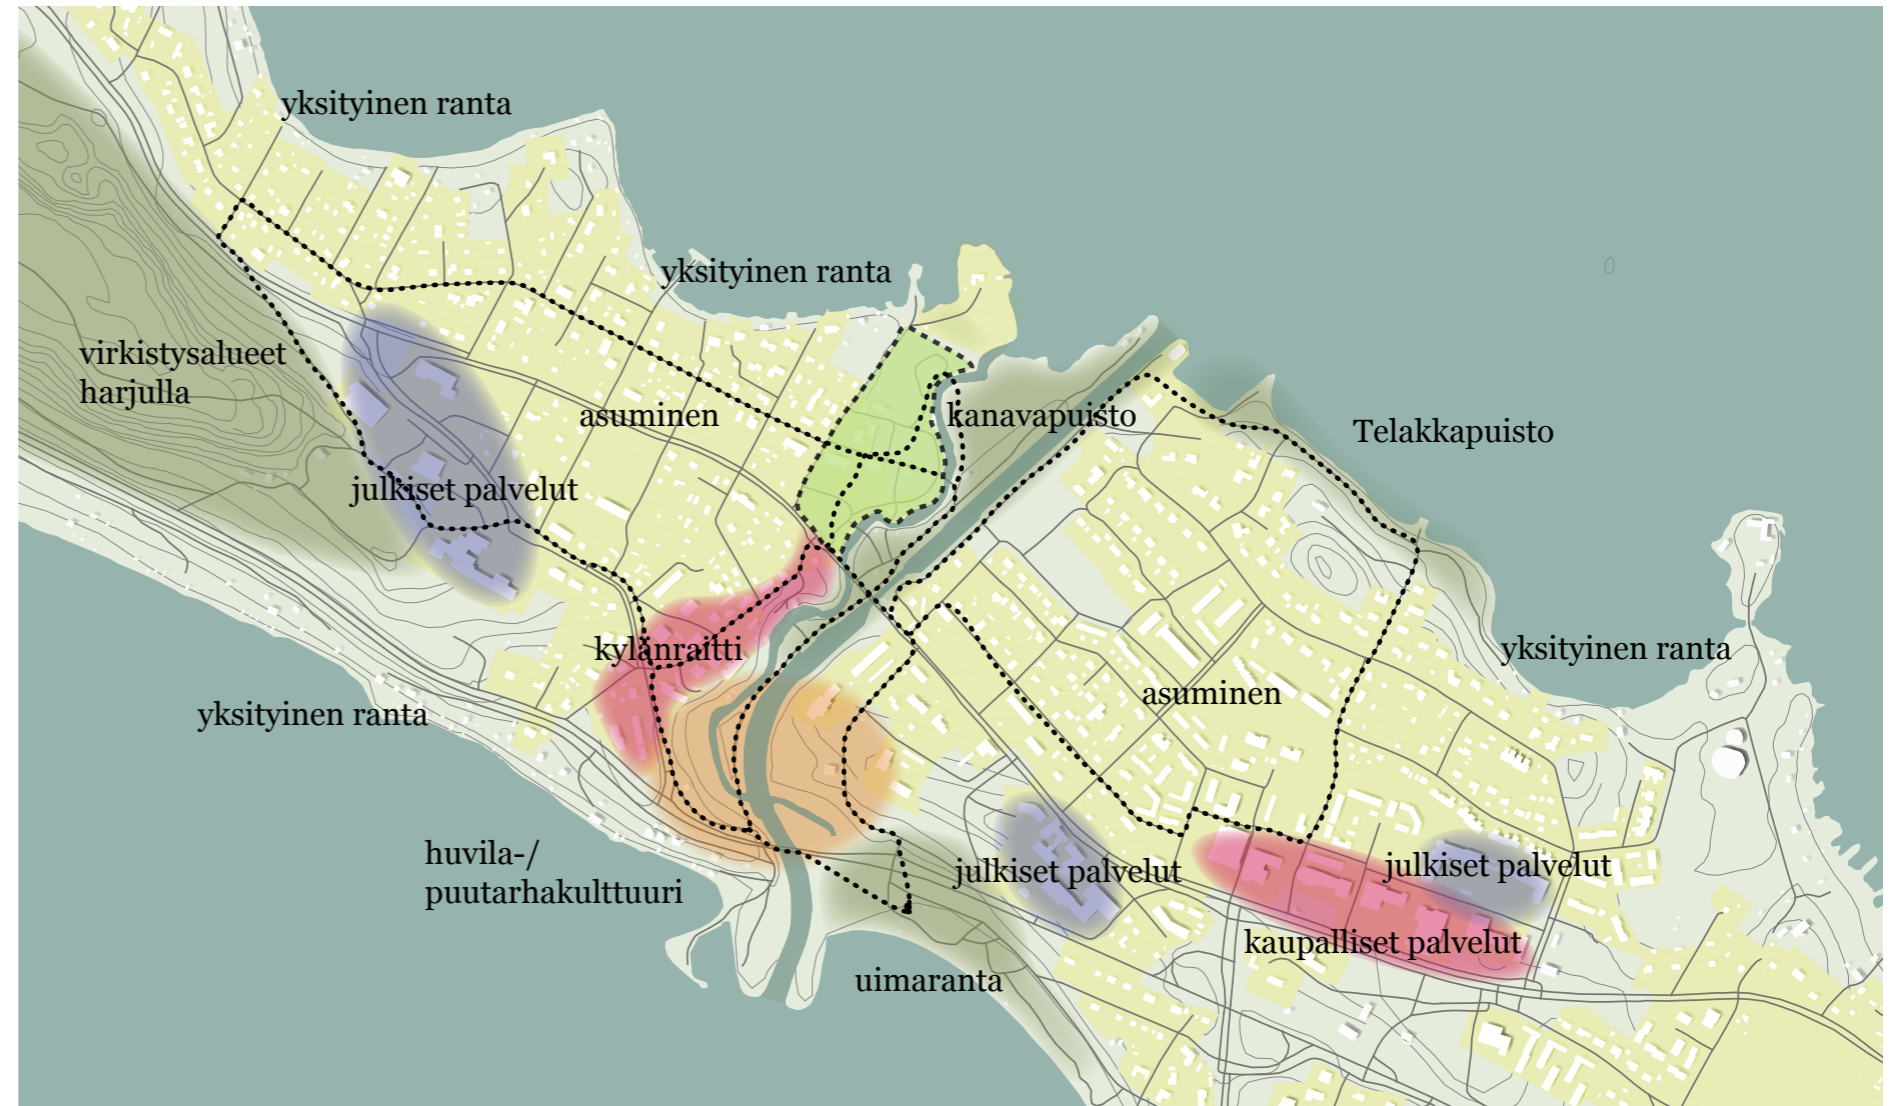 yksityinen ranta
yksityinen ranta
virkistysalueet
harjulla
asuminen
kanavapuisto
Telakkapuisto
julkiset palvelut
kylänraitti
yksityinen ranta
asuminen
yksityinen ranta
huvila-/
puutarhakulttuuri
julkiset palvelut
julkiset palvelut
kaupalliset palvelut
uimaranta